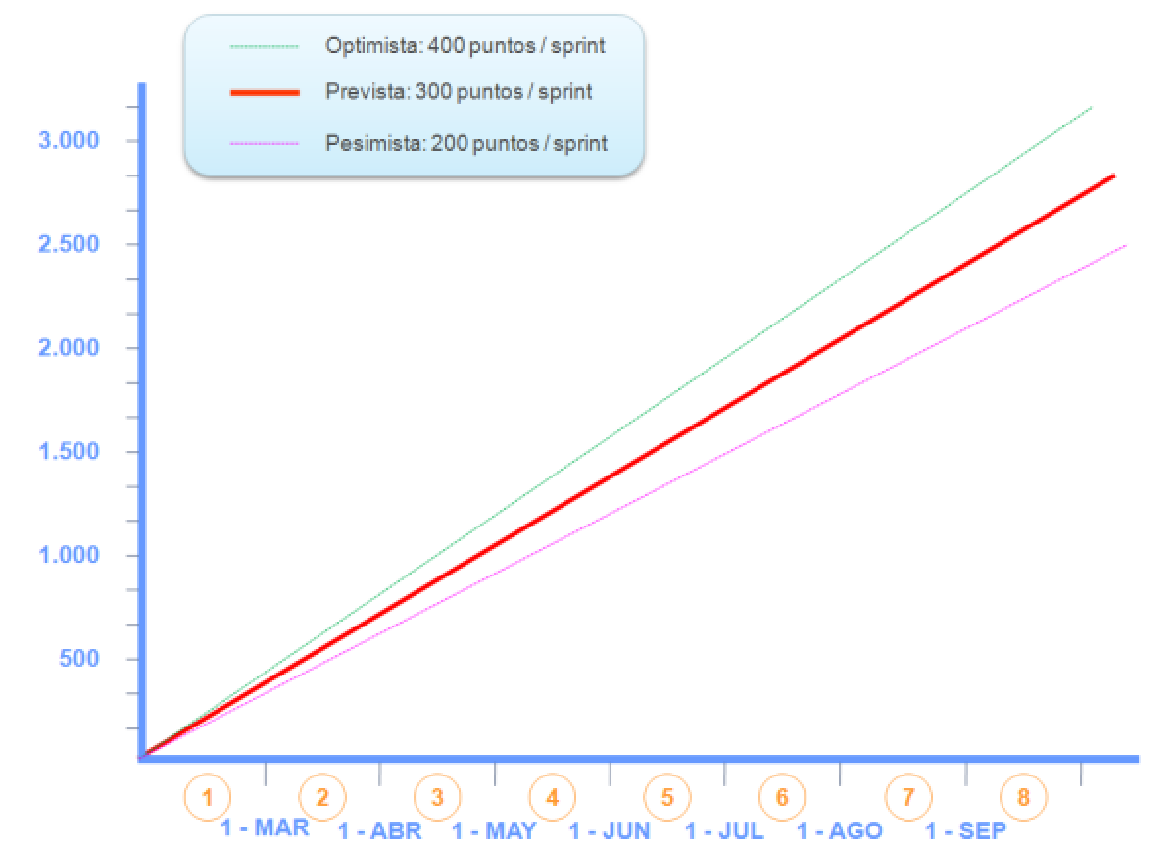 Optimista: 400 puntos / sprint
Prevista: 300 puntos / sprint
Pesimista: 200 puntos / sprint
3.000
2.500
2.000
1.500
1.000
500
1 2 3 4 5 6 7 8
1 - MAR 1 - ABR 1 - MAY 1 - JUN 1 - JUL 1 - AGO 1 - SEP